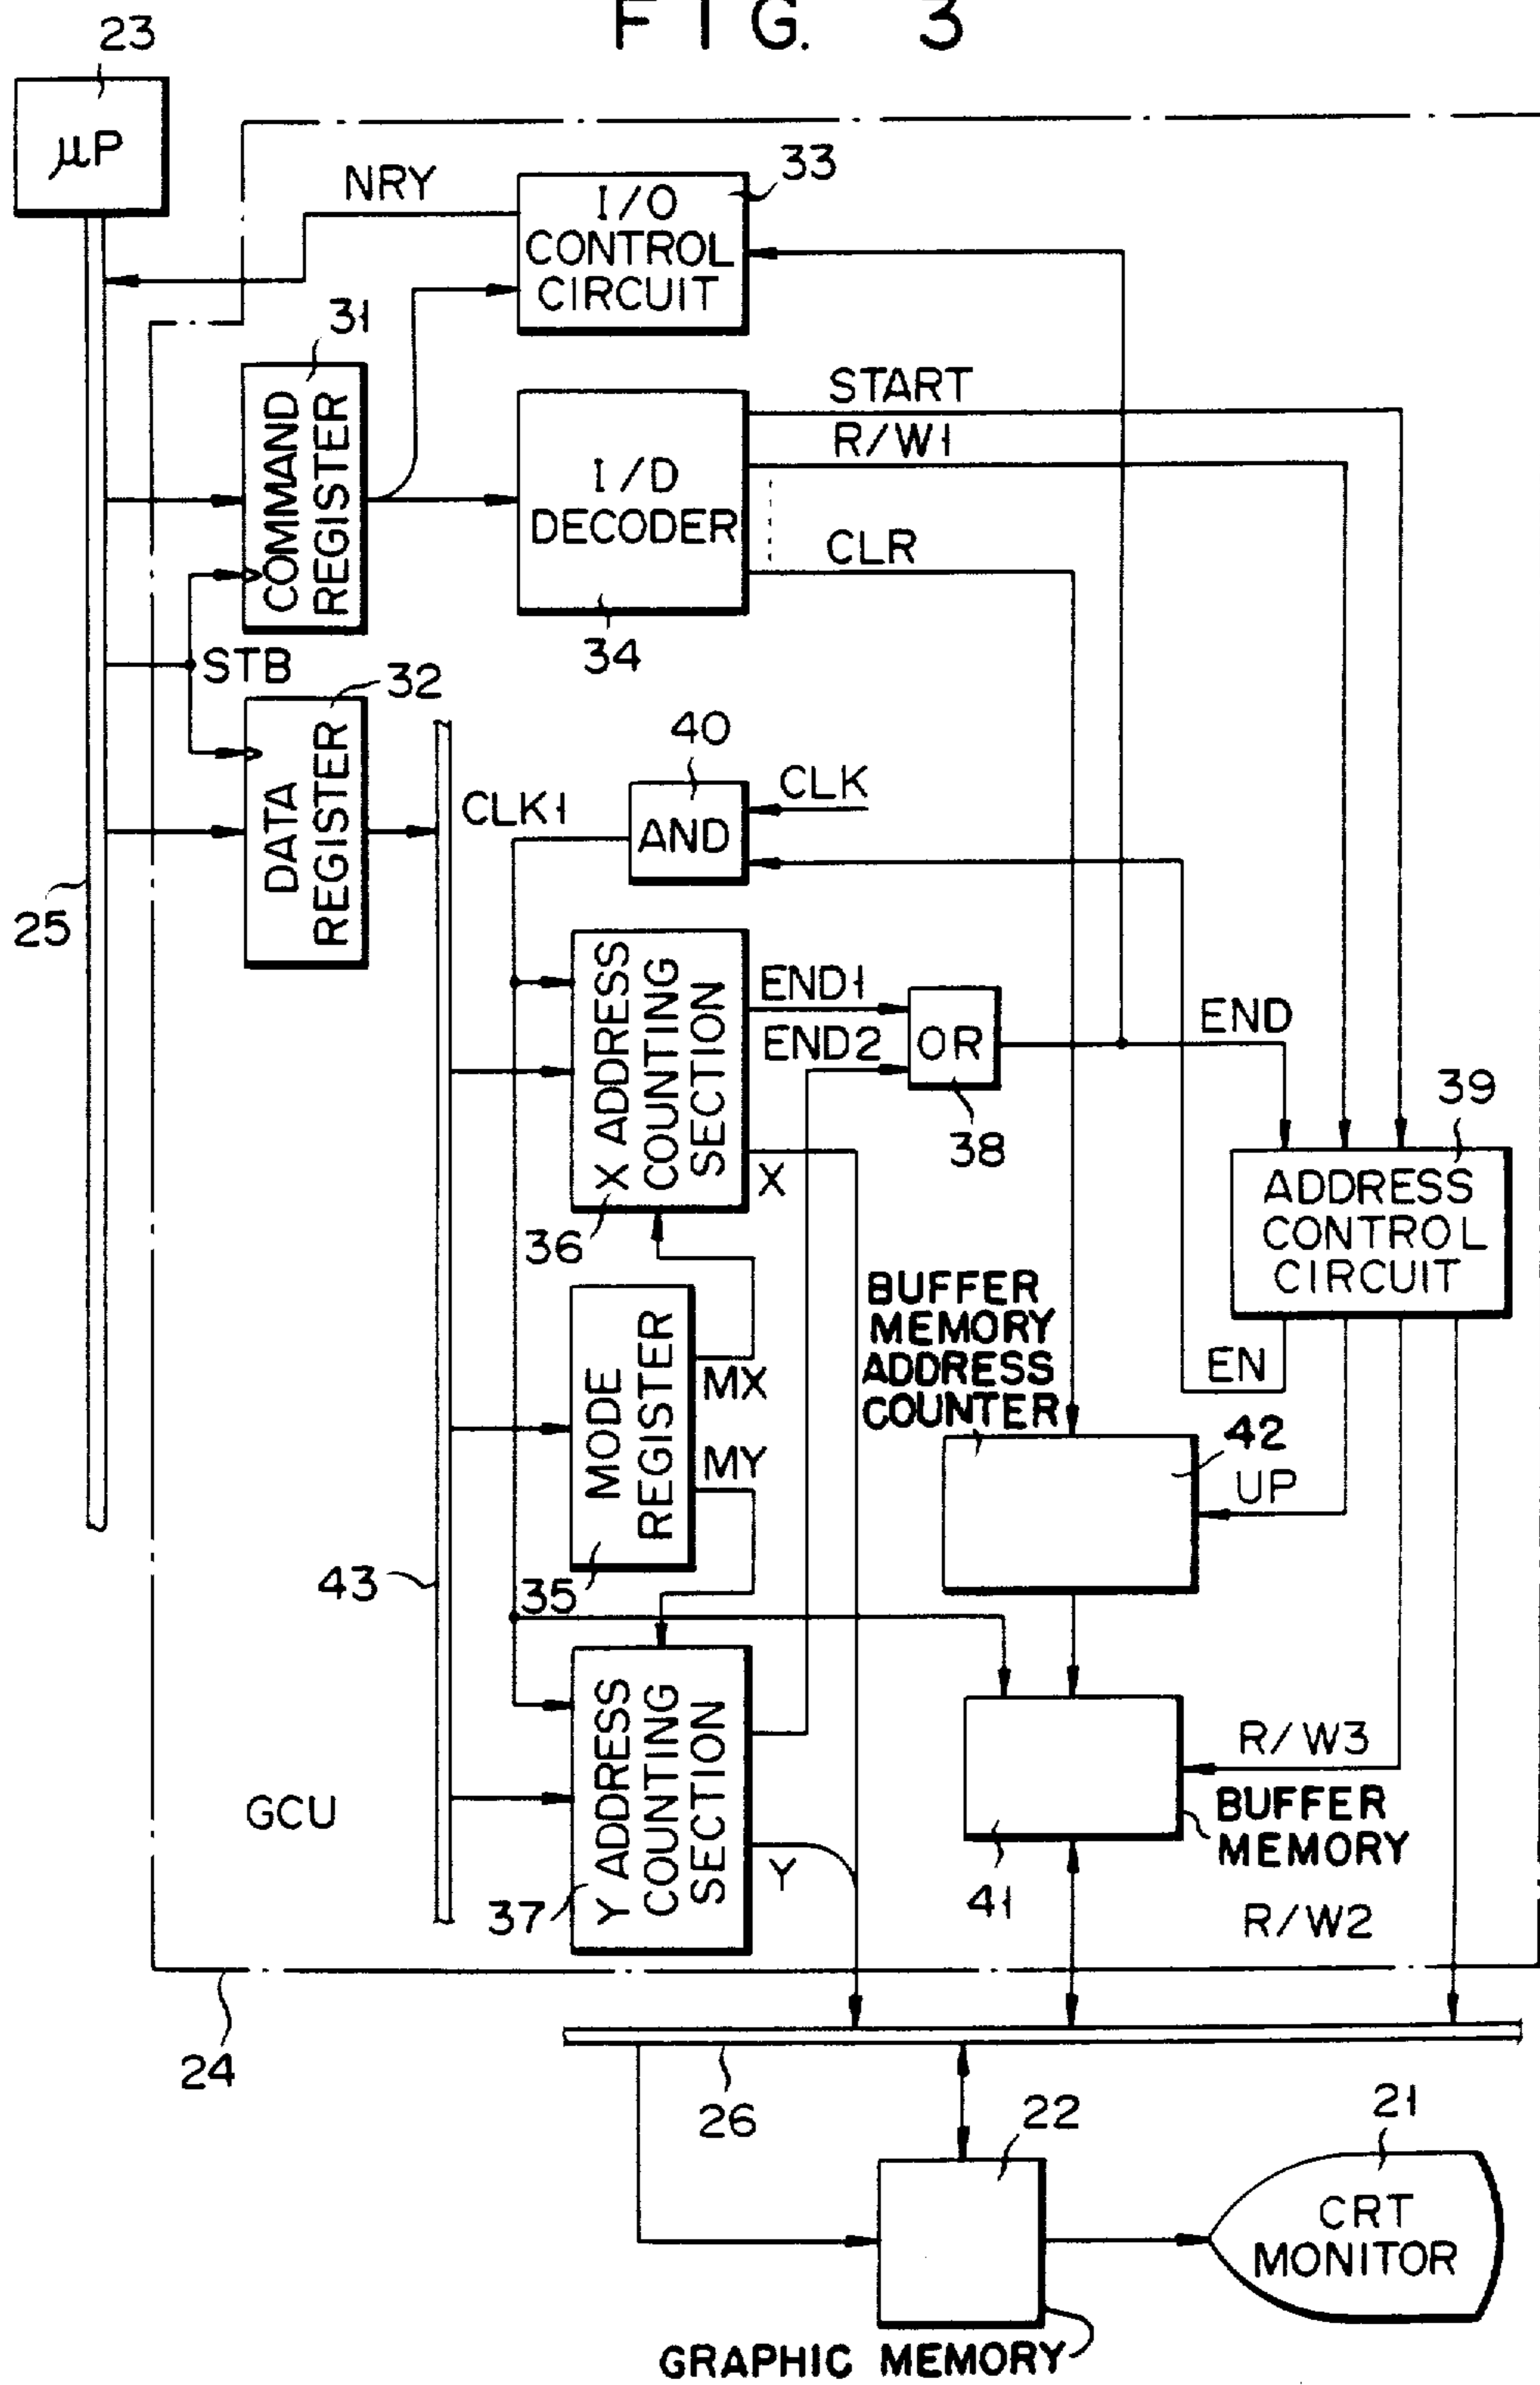 FIG. 3
23
µP
NRY
I/O
CONTROL
CIRCUIT
33
31
COMMAND
REGISTER
START
R/W1
I/D
DECODER
CLR
34
STB
32
DATA
REGISTER
25
40
CLK
CLK1
AND
X ADDRESS
COUNTING
SECTION
END1
END2
OR
END
38
39
X
36
ADDRESS
CONTROL
CIRCUIT
BUFFER
MEMORY
ADDRESS
COUNTER
EN
MODE
REGISTER
MX
MY
42
UP
43
35
Y ADDRESS
COUNTING
SECTION
R/W3
GCU
BUFFER
MEMORY
Y
37
41
R/W2
24
26
22
21
CRT
MONITOR
GRAPHIC MEMORY